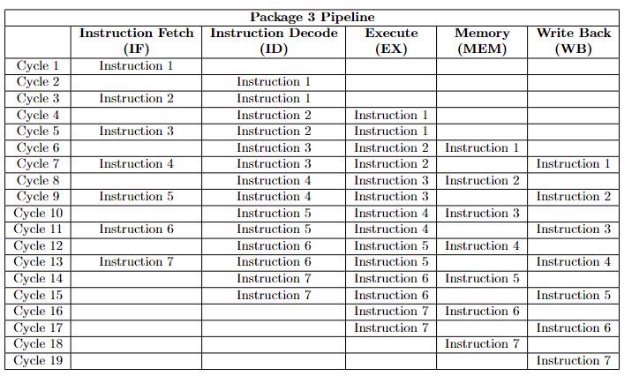 Package 3 Pipeline
Instruction Fetch Instruction Decode Execute Memory Write Back
(IF) (ID) (EX) (MEM) (WB)
Cycle 1 Instruction 1
Cycle 2 Instruction 1
Cycle 3 Instruction 2 Instruction 1
Cycle 4 Instruction 2 Instruction 1
Cycle 5 Instruction 3 Instruction 2 Instruction 1
Cycle 6 Instruction 3 Instruction 2 Instruction 1
Cycle 7 Instruction 4 Instruction 3 Instruction 2 Instruction 1
Cycle 8 Instruction 4 Instruction 3 Instruction 2
Cycle 9 Instruction 5 Instruction 4 Instruction 3 Instruction 2
Cycle 10 Instruction 5 Instruction 4 Instruction 3
Cycle 11 Instruction 6 Instruction 5 Instruction 4 Instruction 3
Cycle 12 Instruction 6 Instruction 5 Instruction 4
Cycle 13 Instruction 7 Instruction 6 Instruction 5 Instruction 4
Cycle 14 Instruction 7 Instruction 6 Instruction 5
Cycle 15 Instruction 7 Instruction 6 Instruction 5
Cycle 16 Instruction 7 Instruction 6
Cycle 17 Instruction 7 Instruction 6
Cycle 18 Instruction 7
Cycle 19 Instruction 7